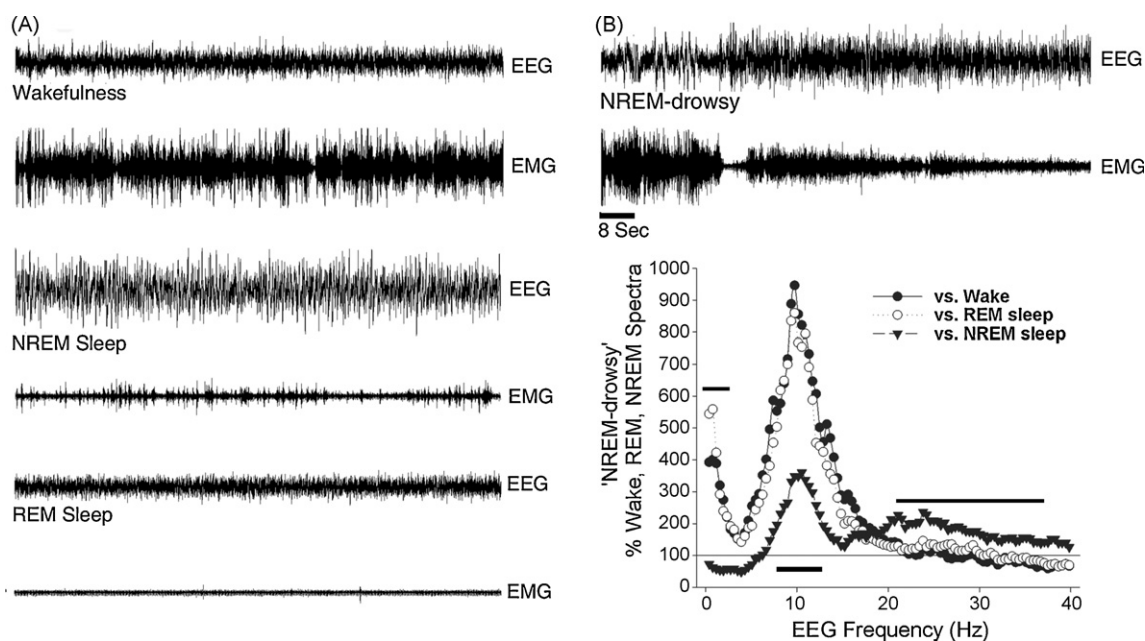 (A)
EEG
Wakefulness
EMG
EEG
NREM Sleep
EMG
EEG
REM Sleep
EMG
(B)
EEG
NREM-drowsy
EMG
8 Sec
'NREM-drowsy'
% Wake, REM, NREM Spectra
1000
900
800
700
600
500
400
300
200
100
0
vs. Wake
vs. REM sleep
vs. NREM sleep
0 10 20 30 40
EEG Frequency (Hz)